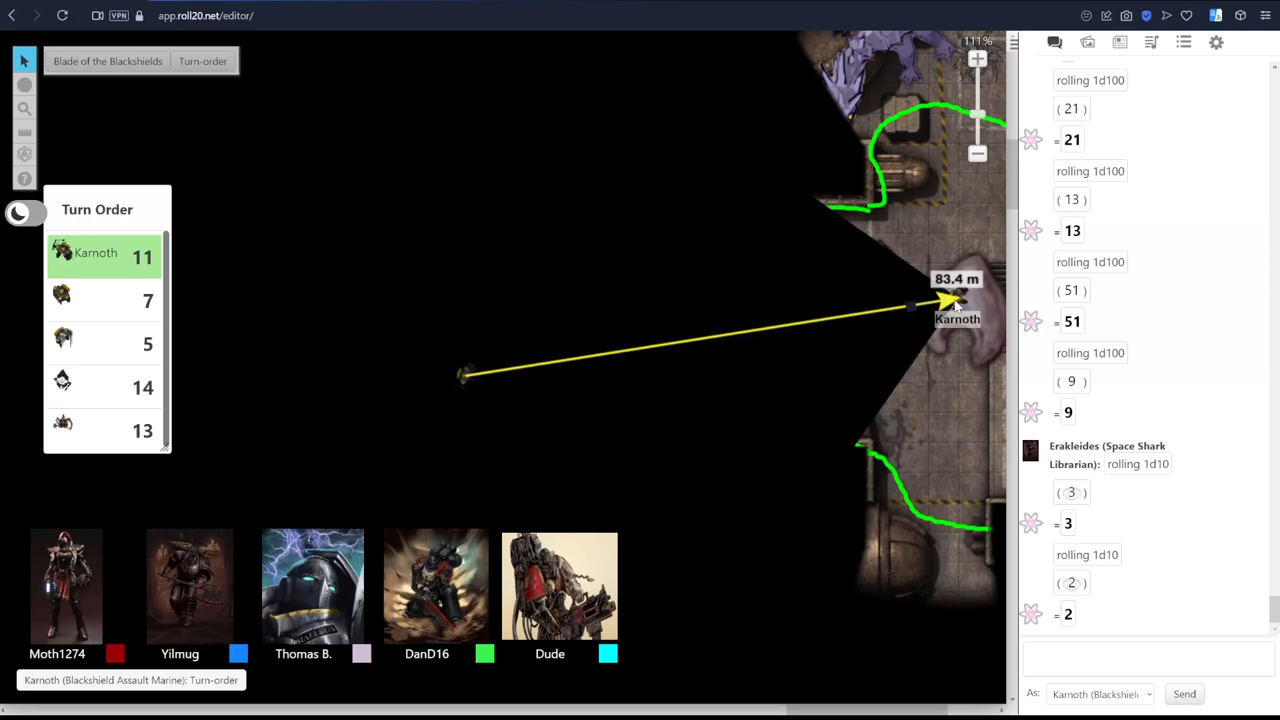 VPN
app.roll20.net/editor/
Blade of the Blackshields
Turn-order
111%
Turn Order
Karnoth
11
7
5
14
13
83.4 m
Karnoth
Moth1274
Yilmug
Thomas B.
DanD16
Dude
Karnoth (Blackshield Assault Marine): Turn-order
rolling 1d100
( 21 )
= 21
rolling 1d100
( 13 )
= 13
rolling 1d100
( 51 )
= 51
rolling 1d100
( 9 )
= 9
Erakleides (Space Shark
Librarian): rolling 1d10
( 3 )
= 3
rolling 1d10
( 2 )
= 2
As:
Karnoth (Blackshiel
Send